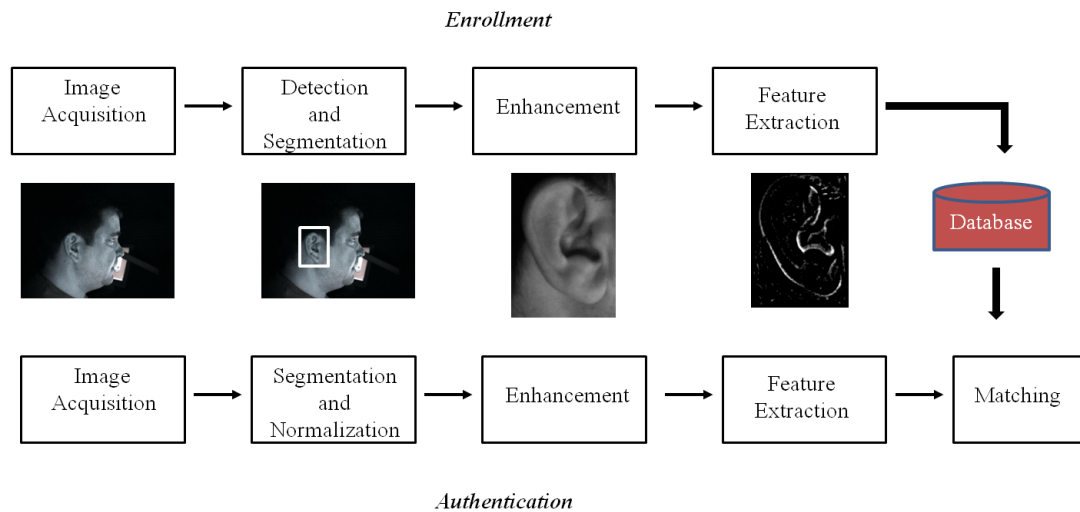 Enrollment
Image
Acquisition
Detection
and
Segmentation
Enhancement
Feature
Extraction
Database
Image
Acquisition
Segmentation
and
Normalization
Enhancement
Feature
Extraction
Matching
Authentication